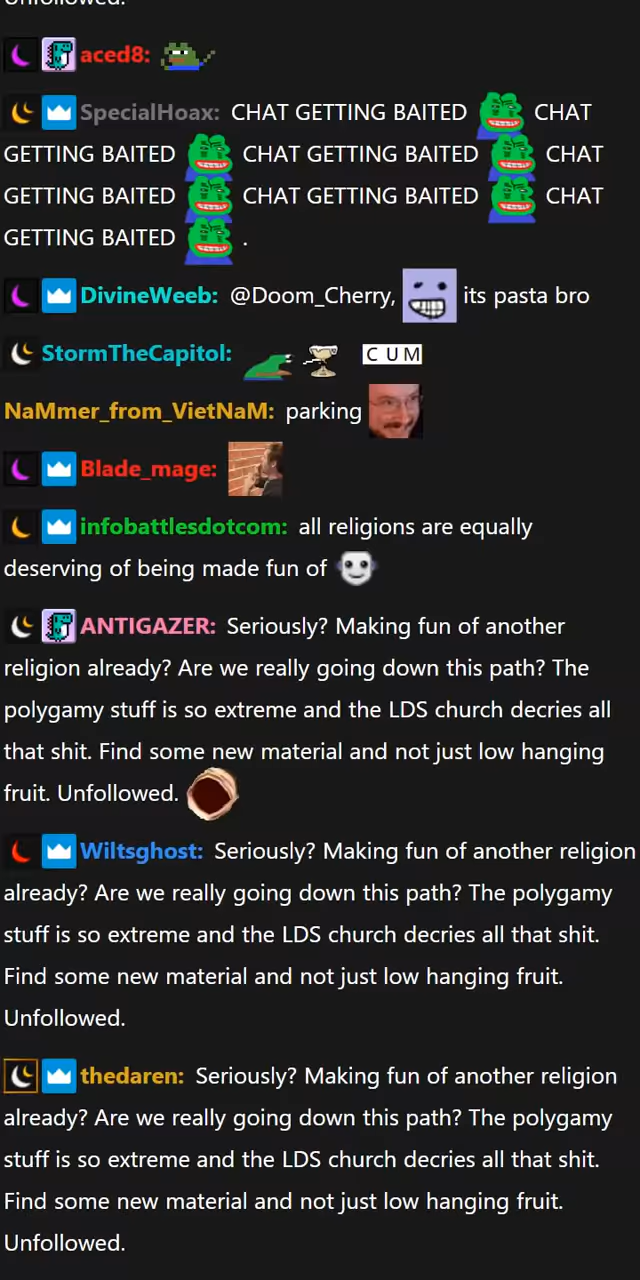 Unfollowed.
aced8:
SpecialHoax: CHAT GETTING BAITED CHAT
GETTING BAITED CHAT GETTING BAITED CHAT
GETTING BAITED CHAT GETTING BAITED CHAT
GETTING BAITED .
DivineWeeb: @Doom_Cherry, its pasta bro
StormTheCapitol: CUM
NaMmer_from_VietNaM: parking
Blade_mage:
infobattlesdotcom: all religions are equally
deserving of being made fun of
ANTIGAZER: Seriously? Making fun of another
religion already? Are we really going down this path? The
polygamy stuff is so extreme and the LDS church decries all
that shit. Find some new material and not just low hanging
fruit. Unfollowed.
Wiltsghost: Seriously? Making fun of another religion
already? Are we really going down this path? The polygamy
stuff is so extreme and the LDS church decries all that shit.
Find some new material and not just low hanging fruit.
Unfollowed.
thedaren: Seriously? Making fun of another religion
already? Are we really going down this path? The polygamy
stuff is so extreme and the LDS church decries all that shit.
Find some new material and not just low hanging fruit.
Unfollowed.